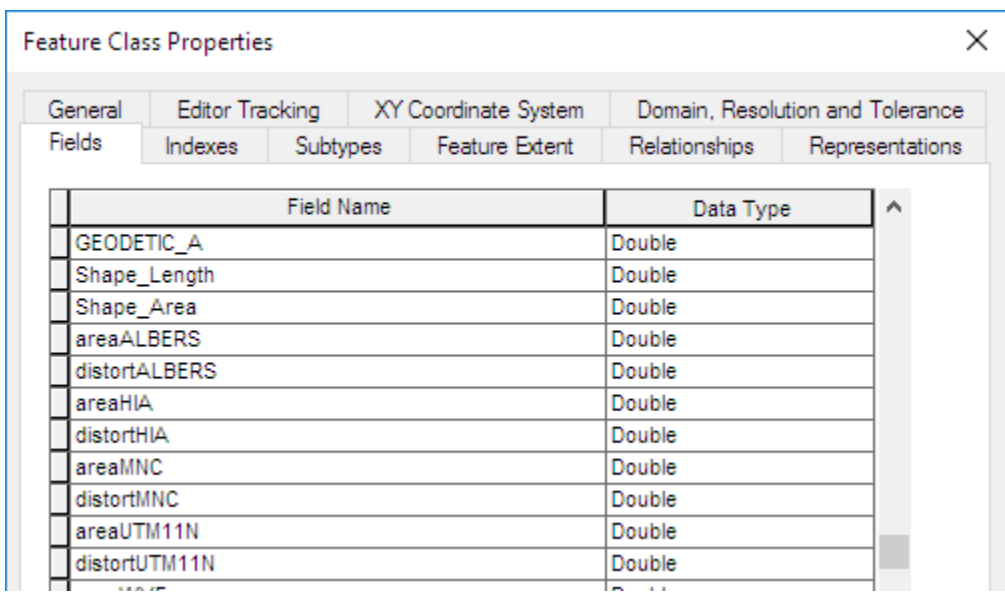 Feature Class Properties
General Editor Tracking XY Coordinate System Domain, Resolution and Tolerance
Fields Indexes Subtypes Feature Extent Relationships Representations
Field Name Data Type
GEODETIC_A Double
Shape_Length Double
Shape_Area Double
areaALBERS Double
distortALBERS Double
areaHIA Double
distortHIA Double
areaMNC Double
distortMNC Double
areaUTM11N Double
distortUTM11N Double